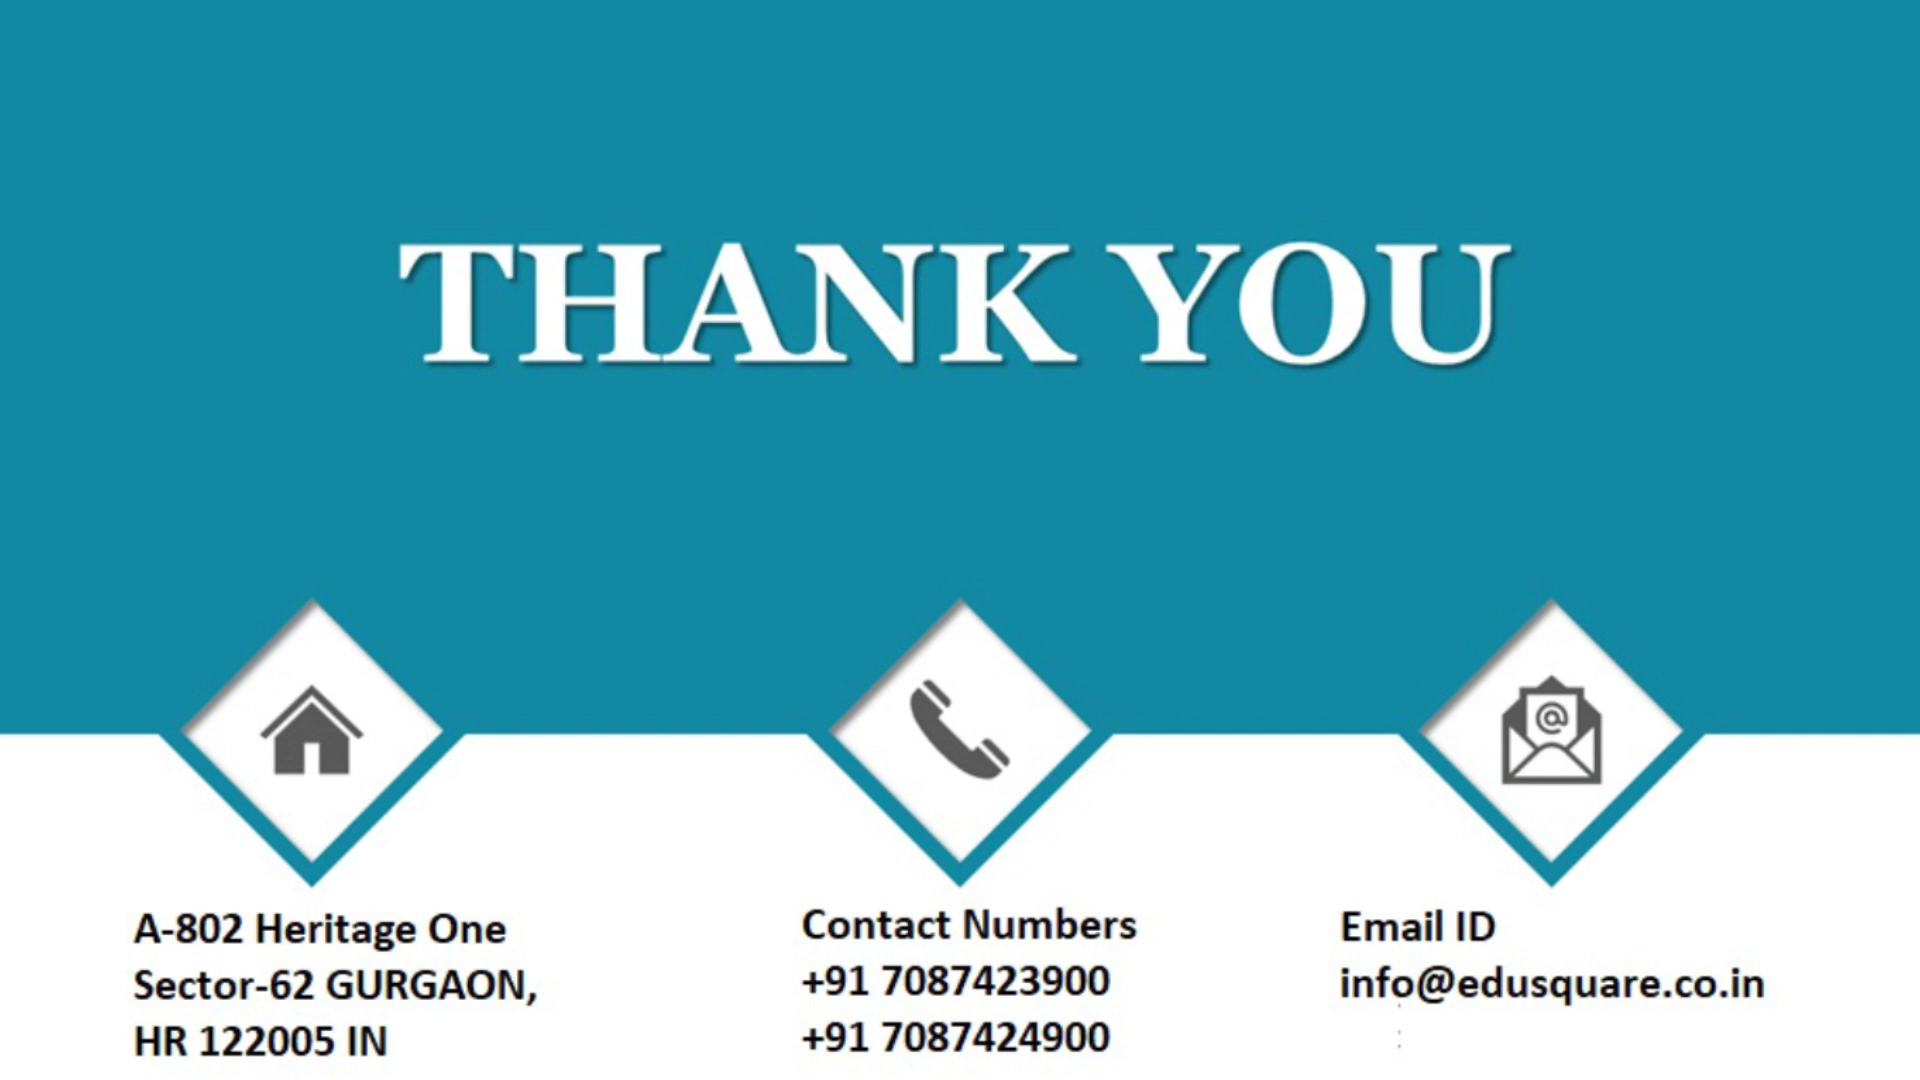 THANK YOU
A-802 Heritage One
Sector-62 GURGAON,
HR 122005 IN
Contact Numbers
+91 7087423900
+91 7087424900
Email ID
info@edusquare.co.in